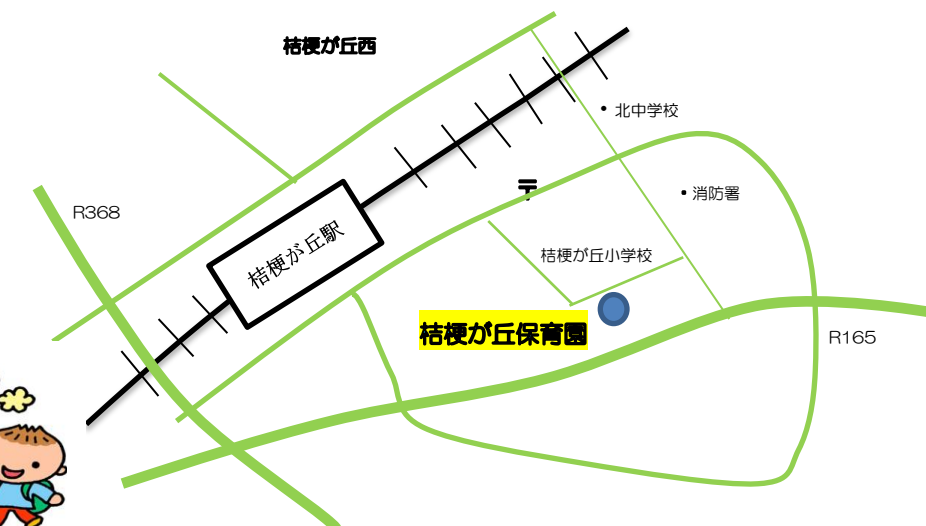 桔梗が丘西
・北中学校
〒
・消防署
R368
桔梗が丘駅
桔梗が丘小学校
桔梗が丘保育園
R165